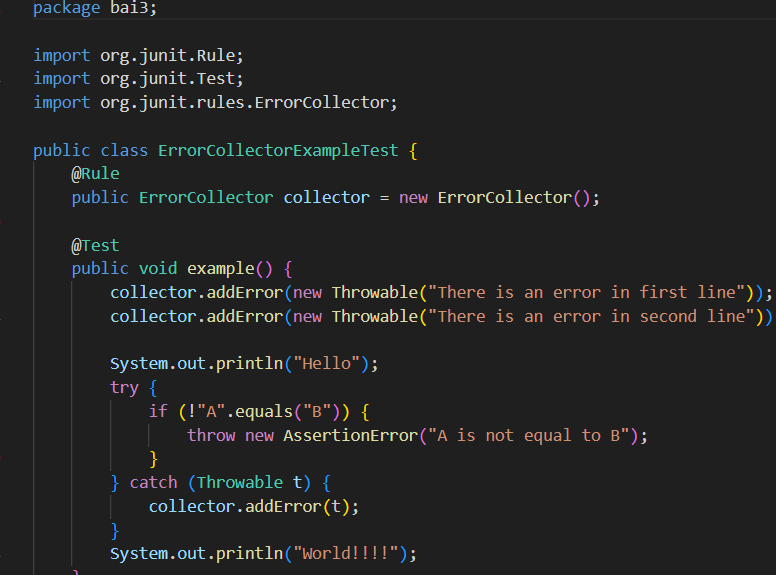 package bai3;
import org.junit.Rule;
import org.junit.Test;
import org.junit.rules.ErrorCollector;
public class ErrorCollectorExampleTest {
@Rule
public ErrorCollector collector = new ErrorCollector();
@Test
public void example() {
collector.addError(new Throwable("There is an error in first line"));
collector.addError(new Throwable("There is an error in second line"))
System.out.println("Hello");
try {
if (!"A".equals("B")) {
throw new AssertionError("A is not equal to B");
}
} catch (Throwable t) {
collector.addError(t);
}
System.out.println("World!!!!");
}